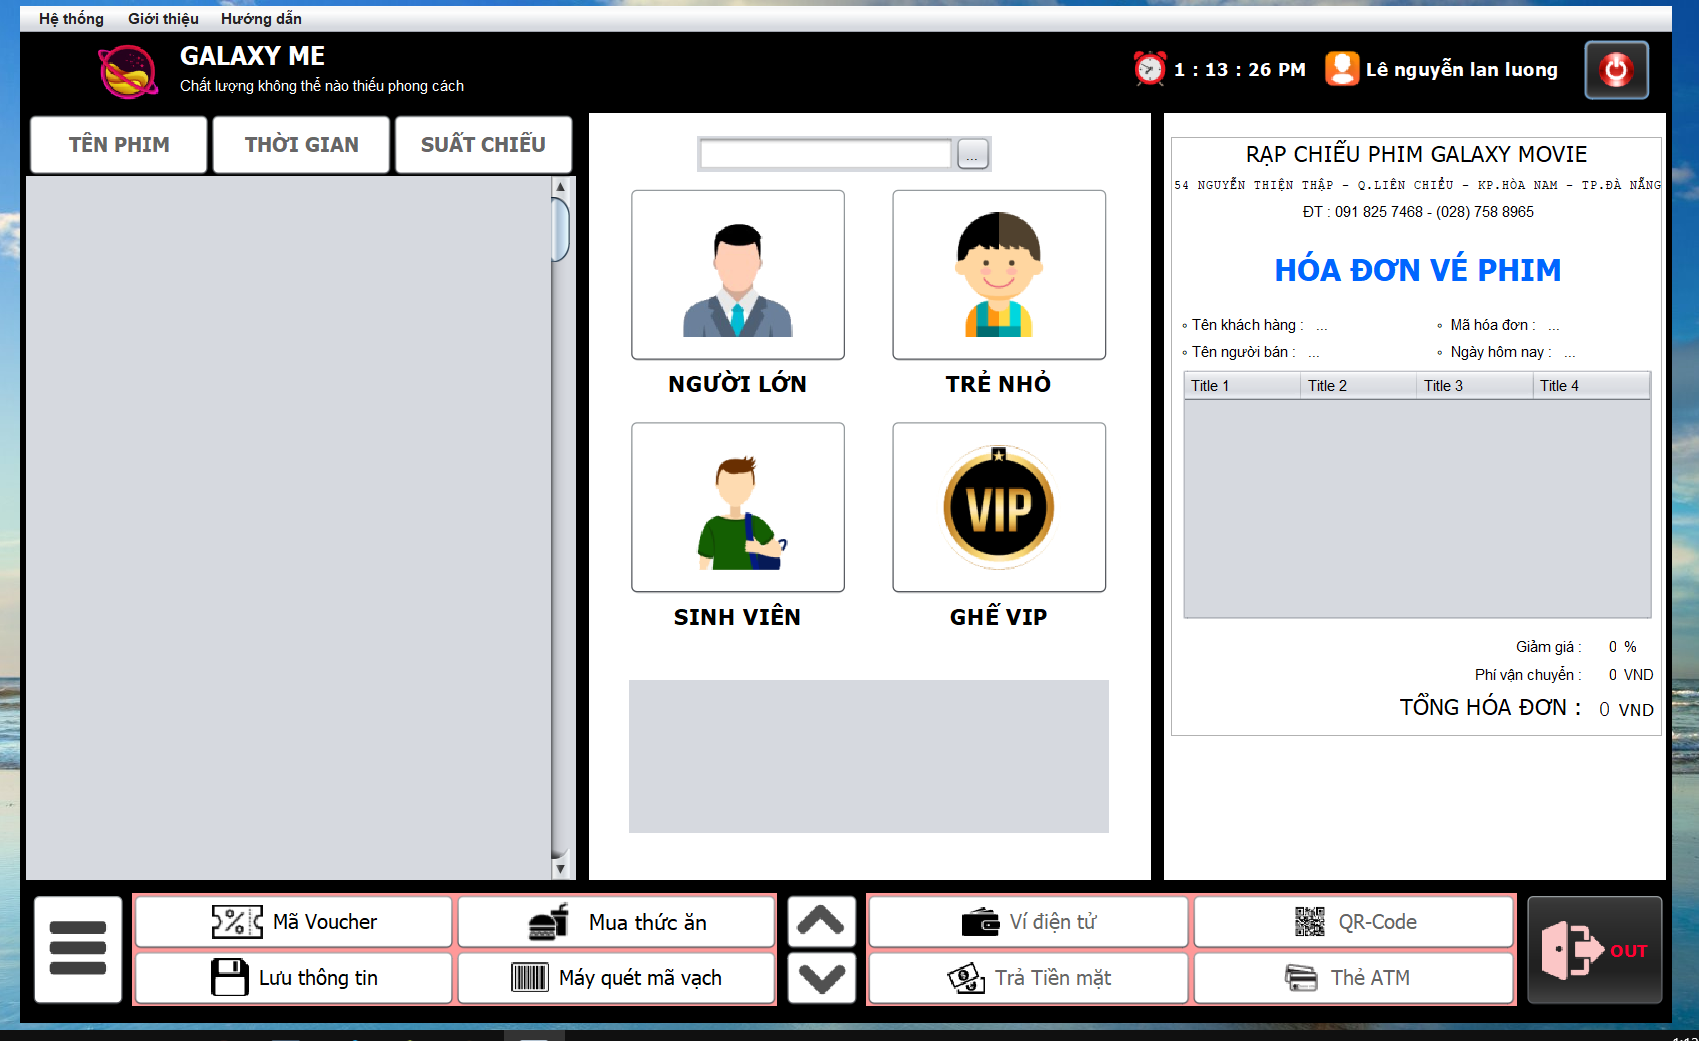 Hệ thống Giới thiệu Hướng dẫn
GALAXY ME
Chất lượng không thể nào thiếu phong cách
1 : 13 : 26 PM
Lê nguyễn lan luong
TÊN PHIM
THỜI GIAN
SUẤT CHIẾU
...
NGƯỜI LỚN
TRẺ NHỎ
VIP
SINH VIÊN
GHẾ VIP
RẠP CHIẾU PHIM GALAXY MOVIE
54 NGUYỄN THIỆN THẬP - Q.LIÊN CHIỂU - KP.HÒA NAM - TP.ĐÀ NẴNG
ĐT : 091 825 7468 - (028) 758 8965
HÓA ĐƠN VÉ PHIM
Tên khách hàng : ...
Mã hóa đơn : ...
Tên người bán : ...
Ngày hôm nay : ...
Title 1 Title 2 Title 3 Title 4
Giảm giá : 0 %
Phí vận chuyển : 0 VND
TỔNG HÓA ĐƠN : 0 VND
Mã Voucher
Mua thức ăn
Lưu thông tin
Máy quét mã vạch
Ví điện tử
QR-Code
Trả Tiền mặt
Thẻ ATM
OUT